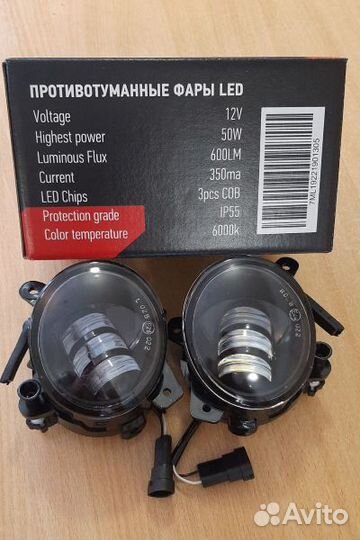 ПРОТИВОТУМАННЫЕ ФАРЫ LED
Voltage 12V
Highest power 50W
Luminous Flux 600LM
Current 350ma
LED Chips 3pcs COB
Protection grade IP55
Color temperature 6000k
7ML19221901305
Avito